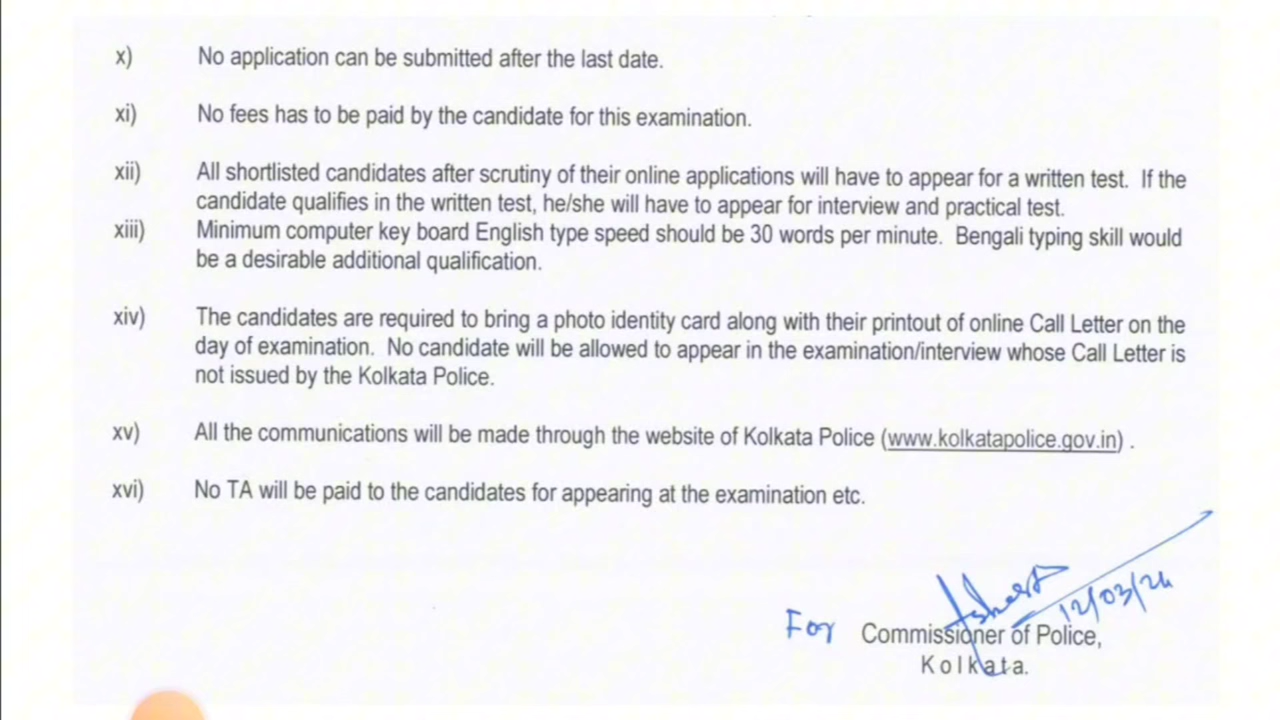 x) No application can be submitted after the last date.
xi) No fees has to be paid by the candidate for this examination.
xii) All shortlisted candidates after scrutiny of their online applications will have to appear for a written test. If the
candidate qualifies in the written test, he/she will have to appear for interview and practical test.
xiii) Minimum computer key board English type speed should be 30 words per minute. Bengali typing skill would
be a desirable additional qualification.
xiv) The candidates are required to bring a photo identity card along with their printout of online Call Letter on the
day of examination. No candidate will be allowed to appear in the examination/interview whose Call Letter is
not issued by the Kolkata Police.
xv) All the communications will be made through the website of Kolkata Police (www.kolkatapolice.gov.in) .
xvi) No TA will be paid to the candidates for appearing at the examination etc.
12/03/24
For Commissioner of Police,
Kolkata.